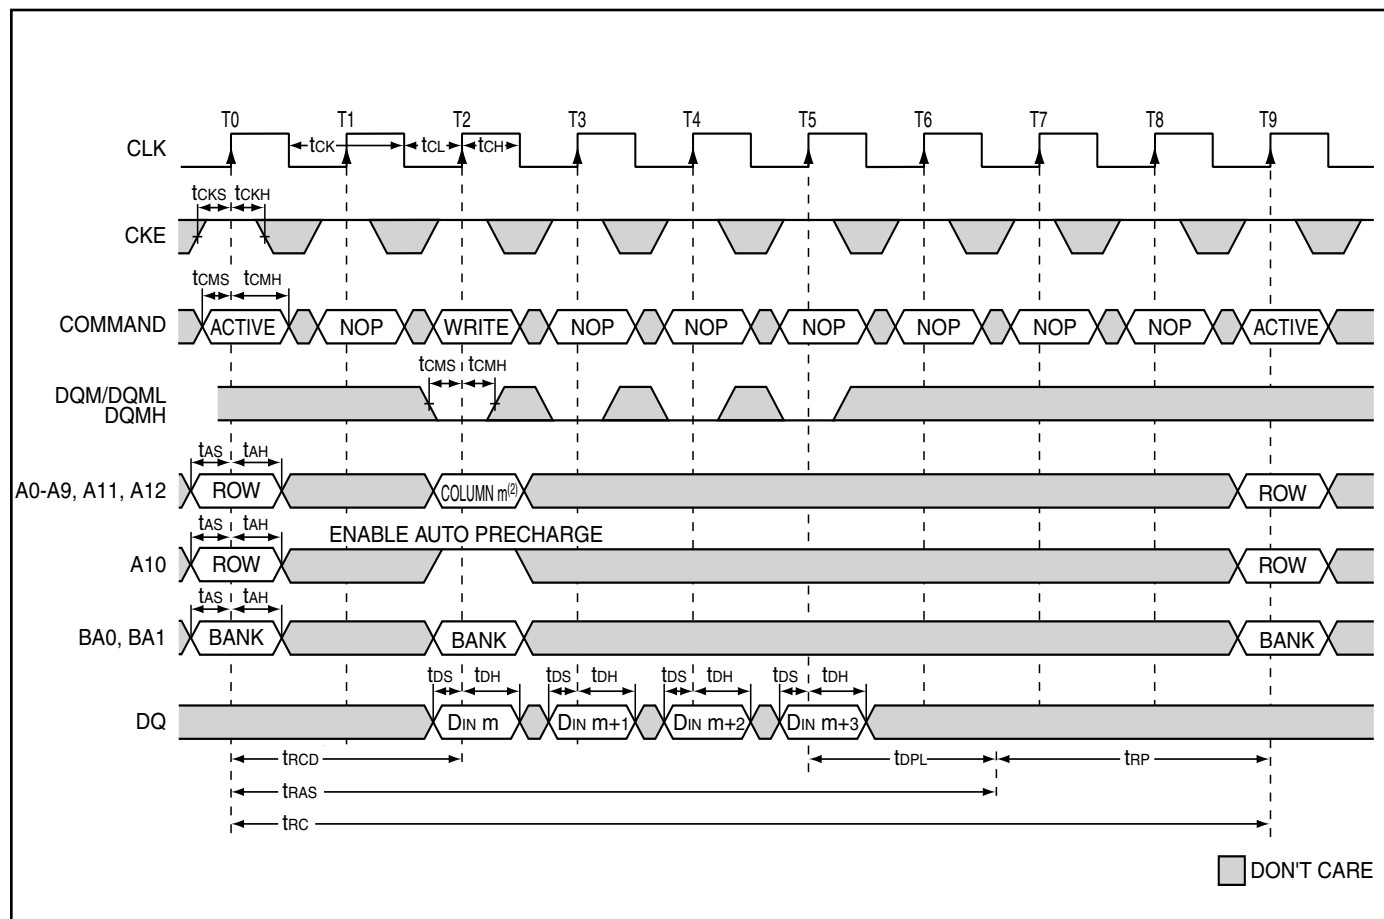 T0 T1 T2 T3 T4 T5 T6 T7 T8 T9
CLK tCK tCL tCH
tCKS tCKH
CKE
tCMS tCMH
COMMAND ACTIVE NOP WRITE NOP NOP NOP NOP NOP NOP ACTIVE
tCMS tCMH
DQM/DQML
DQMH
tAS tAH
A0-A9, A11, A12 ROW COLUMN m(2) ROW
tAS tAH ENABLE AUTO PRECHARGE
A10 ROW ROW
tAS tAH
BA0, BA1 BANK BANK BANK
tDS tDH tDS tDH tDS tDH tDS tDH
DQ DIN m DIN m+1 DIN m+2 DIN m+3
tRCD tDPL tRP
tRAS
tRC
DON'T CARE